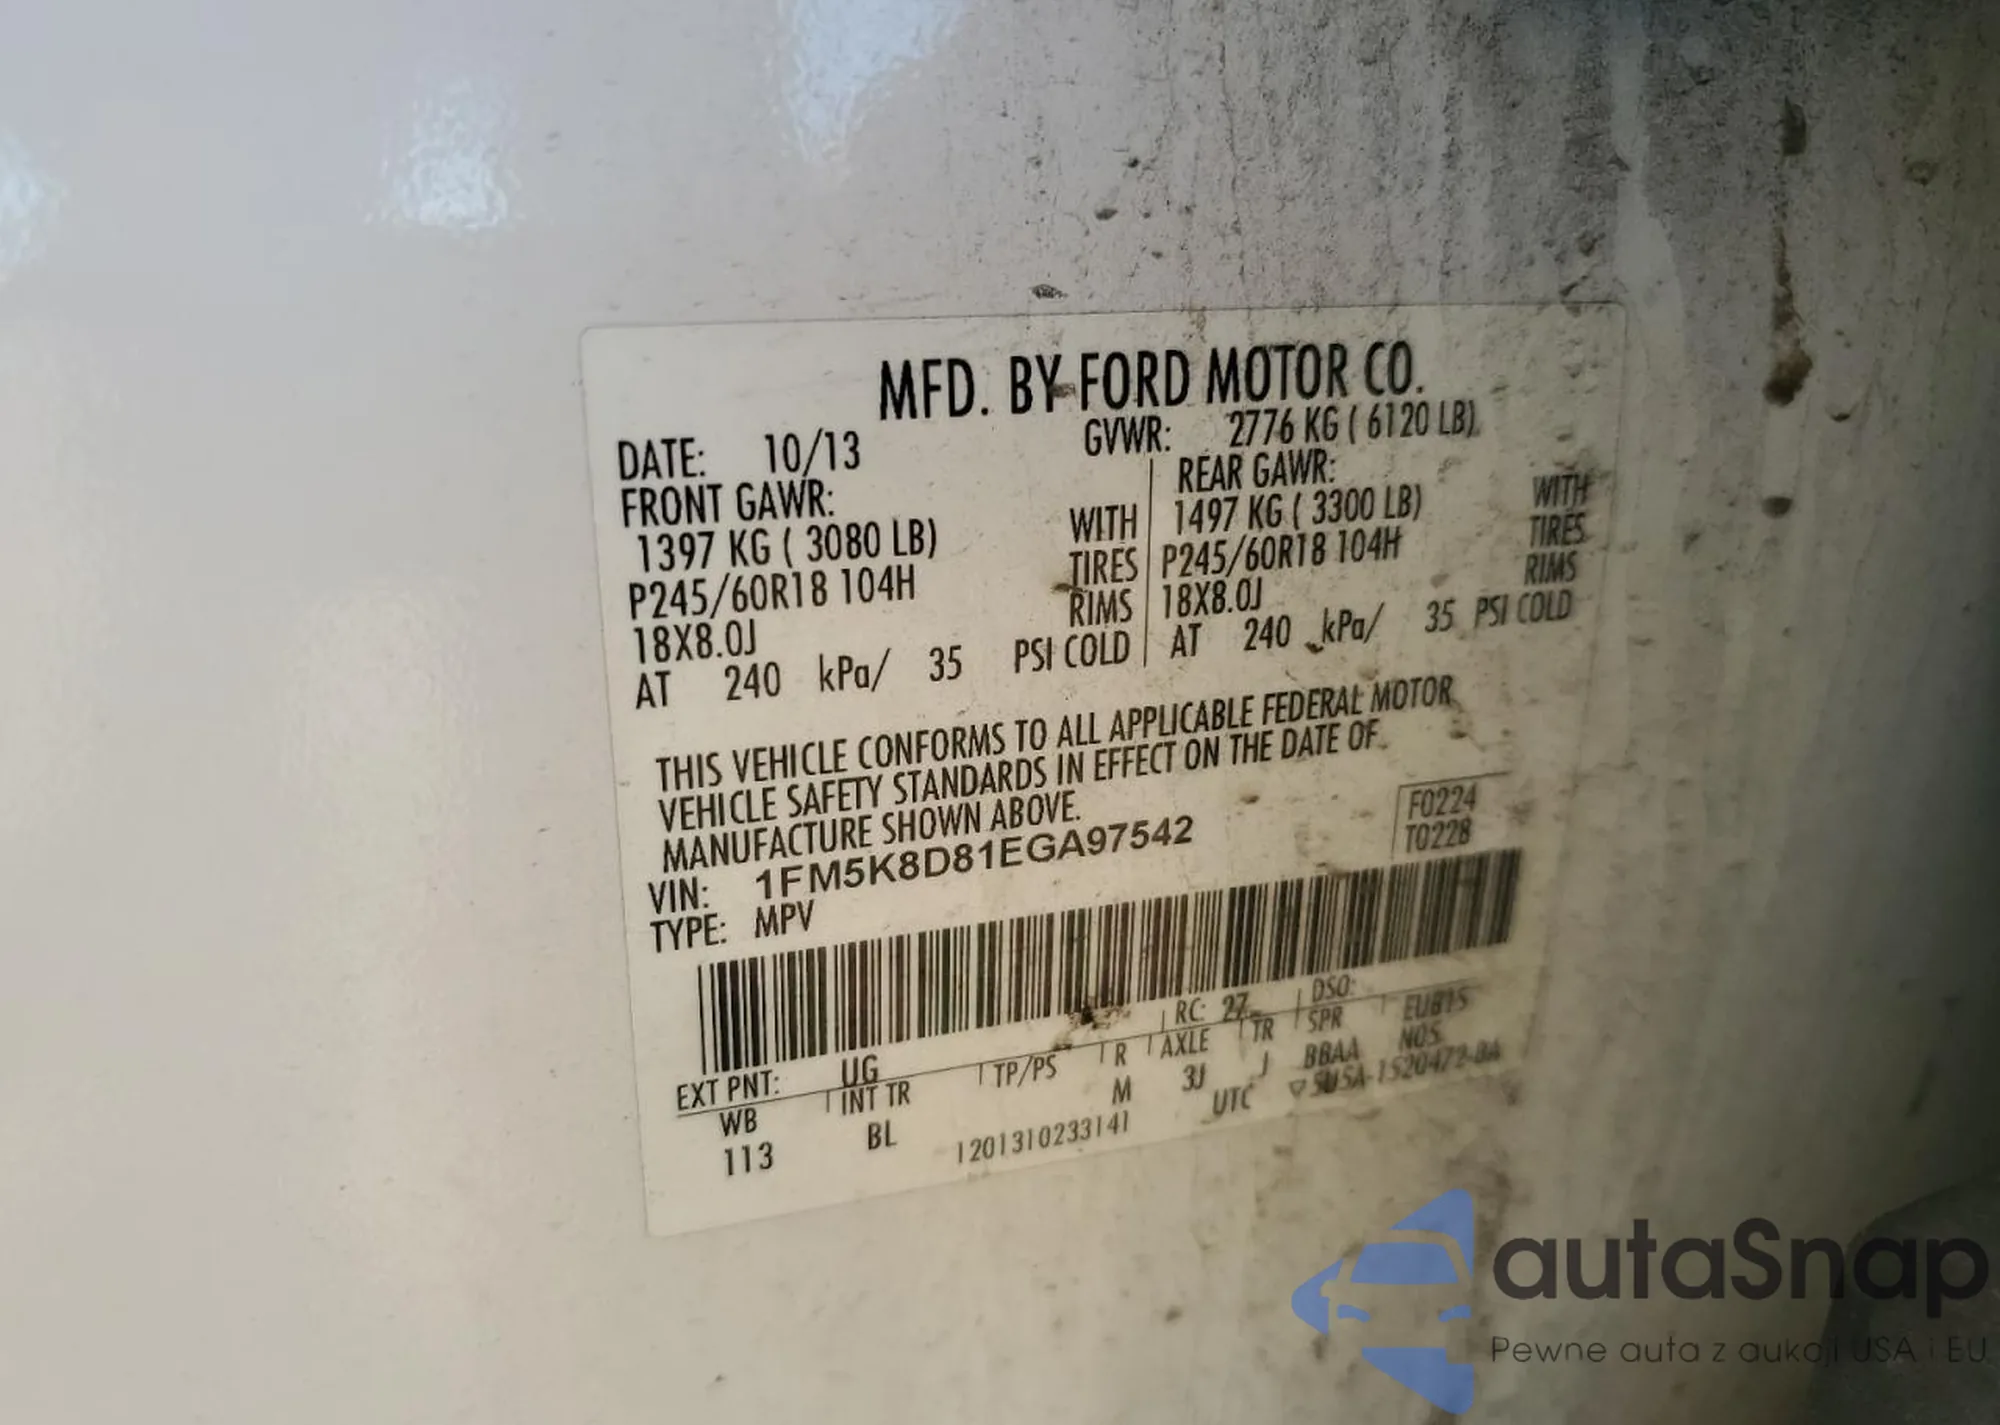 MFD. BY FORD MOTOR CO.
DATE: 10/13 GVWR: 2776 KG ( 6120 LB)
FRONT GAWR: REAR GAWR:
1397 KG ( 3080 LB) WITH 1497 KG ( 3300 LB) WITH
P245/60R18 104H TIRES P245/60R18 104H TIRES
18X8.0J RIMS 18X8.0J RIMS
AT 240 kPa/ 35 PSI COLD AT 240 kPa/ 35 PSI COLD
THIS VEHICLE CONFORMS TO ALL APPLICABLE FEDERAL MOTOR
VEHICLE SAFETY STANDARDS IN EFFECT ON THE DATE OF
MANUFACTURE SHOWN ABOVE.
VIN: 1FM5K8D81EGA97542 F0224
TYPE: MPV T0228
EXT PNT: UG RC: 27 DSO:
WB INT TR TP/PS R AXLE TR SPR EUB15
113 BL M 3J J BBAA NOS
1201310233141 UTC
autaSnap
Pewne auta z aukcji USA i EU